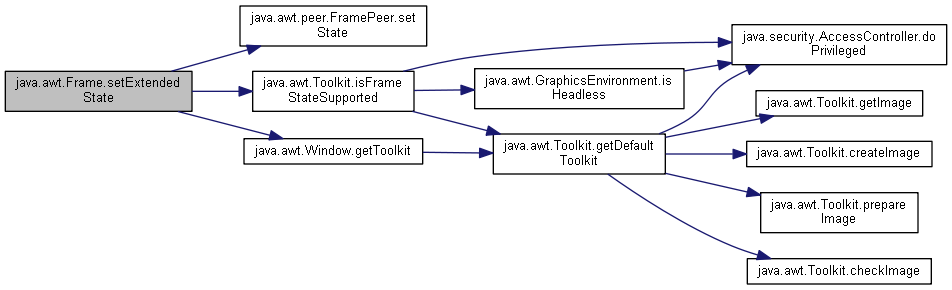 java.awt.Frame.setExtended
State
java.awt.peer.FramePeer.set
State
java.awt.Toolkit.isFrame
StateSupported
java.awt.Window.getToolkit
java.awt.GraphicsEnvironment.is
Headless
java.awt.Toolkit.getDefault
Toolkit
java.security.AccessController.do
Privileged
java.awt.Toolkit.getImage
java.awt.Toolkit.createImage
java.awt.Toolkit.prepare
Image
java.awt.Toolkit.checkImage